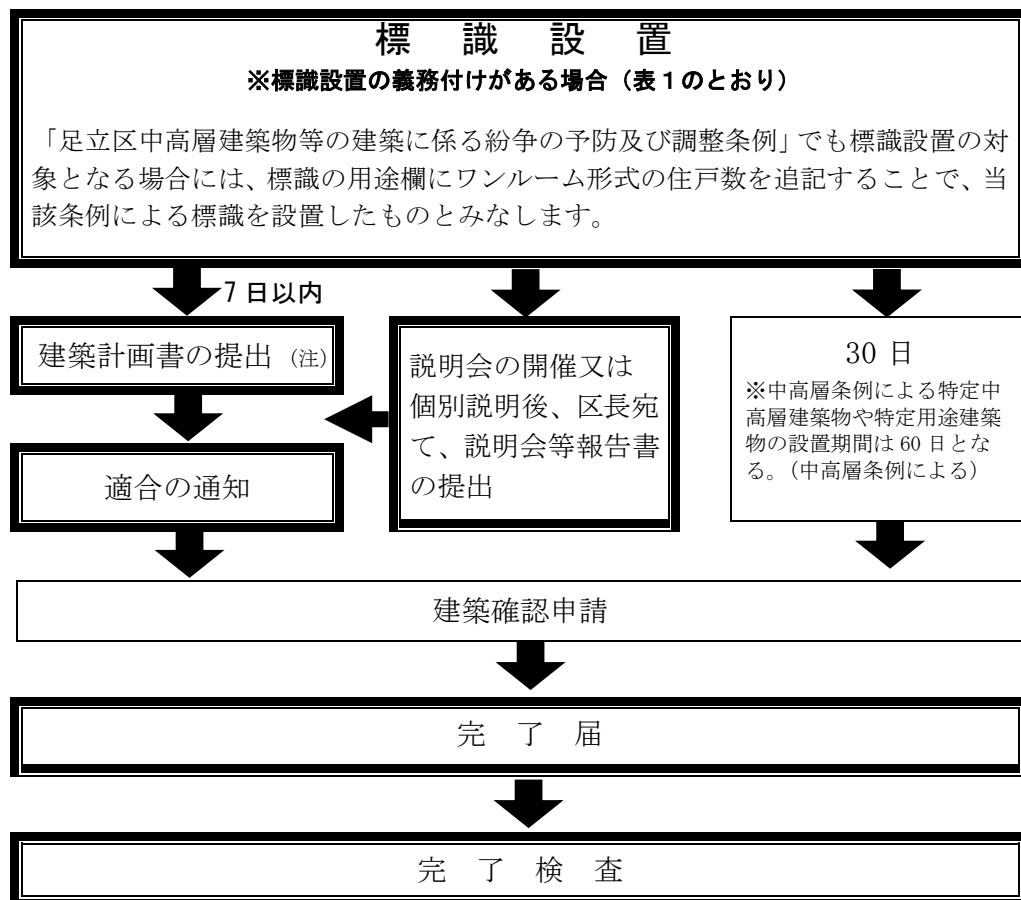 標識設置
※標識設置の義務付けがある場合（表１のとおり）
「足立区中高層建築物等の建築に係る紛争の予防及び調整条例」でも標識設置の対
象となる場合には、標識の用途欄にワンルーム形式の住戸数を追記することで、当
該条例による標識を設置したものとみなします。
7日以内
建築計画書の提出（注）
適合の通知
説明会の開催又は
個別説明後、区長宛
て、説明会等報告書
の提出
30 日
※中高層条例による特定中
高層建築物や特定用途建築
物の設置期間は 60 日とな
る。（中高層条例による）
建築確認申請
完了届
完了検査